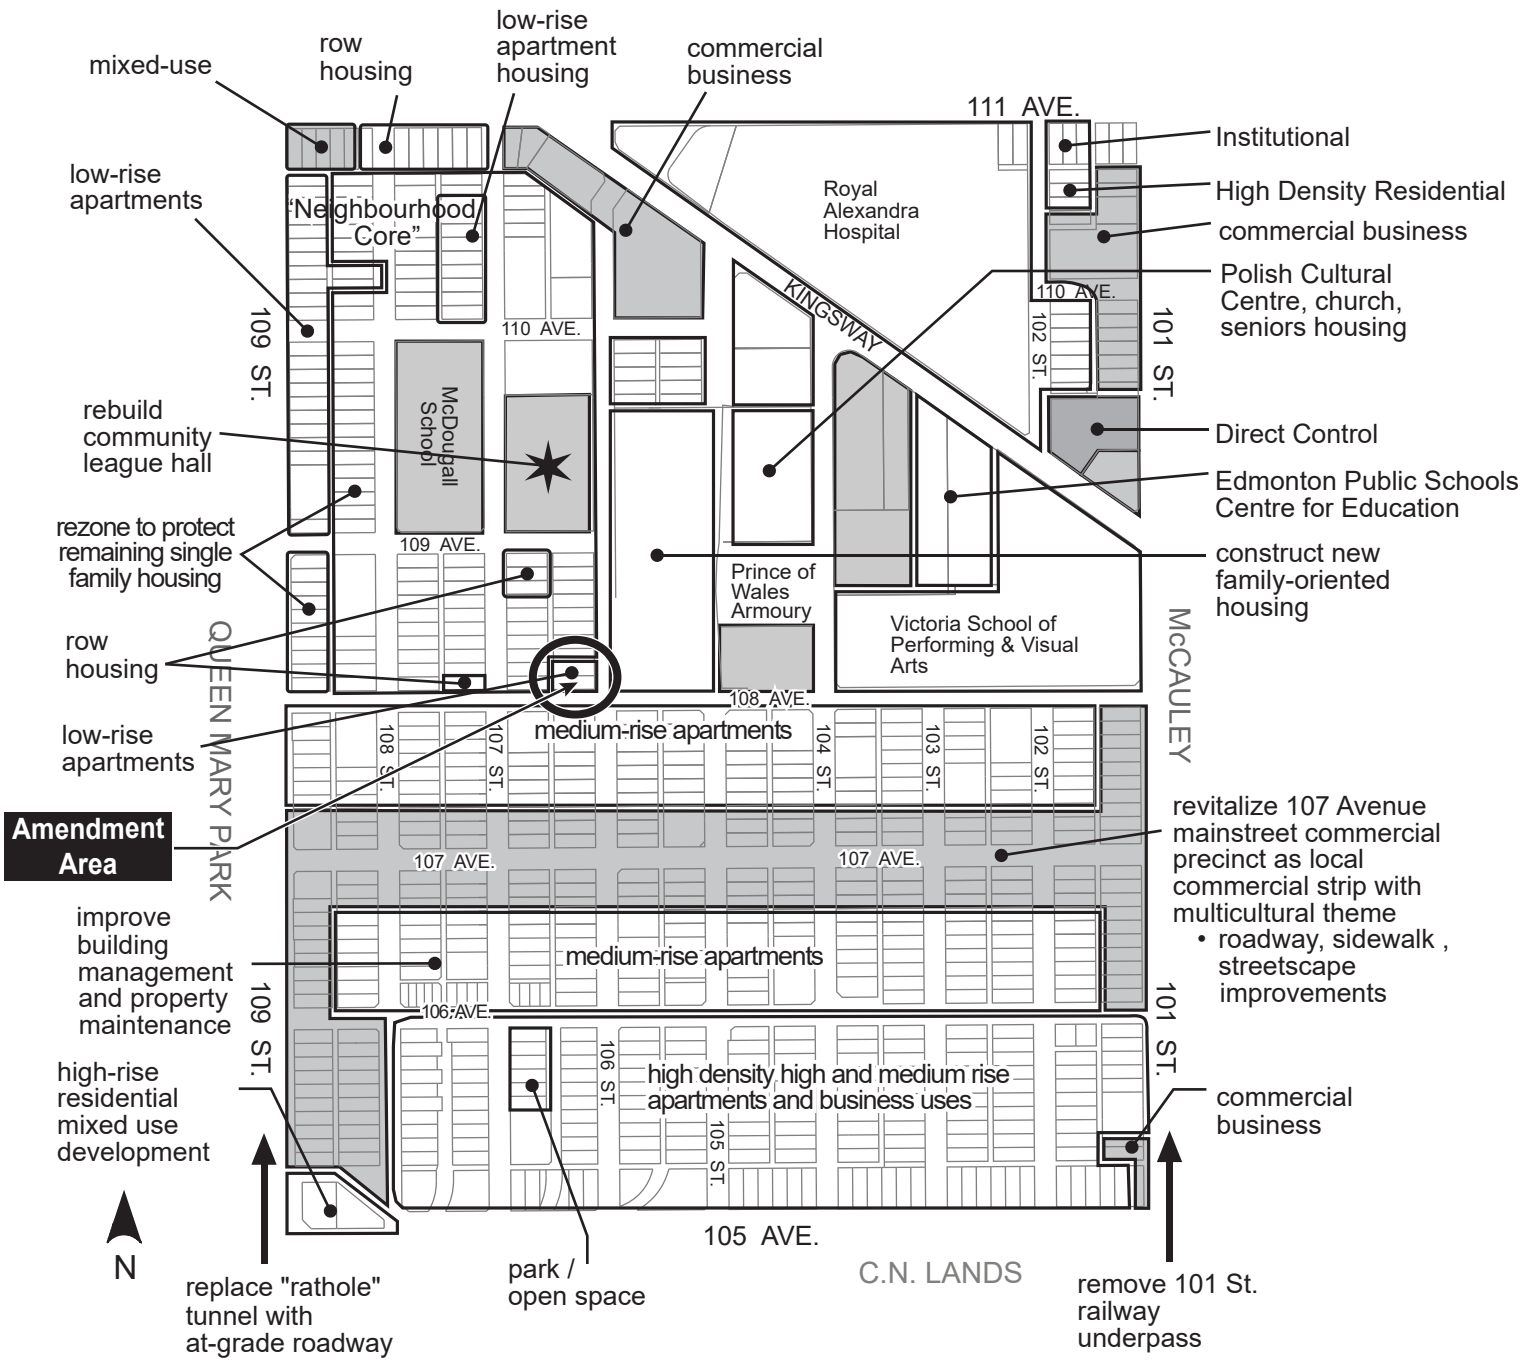 mixed-use
row
housing
low-rise
apartment
housing
commercial
business
111 AVE.
Institutional
High Density Residential
commercial business
Polish Cultural
Centre, church,
seniors housing
Direct Control
Edmonton Public Schools
Centre for Education
construct new
family-oriented
housing
low-rise
apartments
"Neighbourhood
Core”
Royal
Alexandra
Hospital
KINGSWAY
110 AVE.
110 AVE.
102 ST.
101 ST.
109 ST.
McDougall
School
rebuild
community
league hall
109 AVE.
rezone to protect
remaining single
family housing
row
housing
Prince of
Wales
Armoury
Victoria School of
Performing & Visual
Arts
QUEEN MARY PARK
McCAULEY
108 AVE.
medium-rise apartments
108 ST.
107 ST.
104 ST.
103 ST.
102 ST.
low-rise
apartments
Amendment
Area
107 AVE.
107 AVE.
revitalize 107 Avenue
mainstreet commercial
precinct as local
commercial strip with
multicultural theme
• roadway, sidewalk ,
streetscape
improvements
improve
building
management
and property
maintenance
medium-rise apartments
106 AVE.
109 ST.
101 ST.
106 ST.
high density high and medium rise
apartments and business uses
105 ST.
high-rise
residential
mixed use
development
commercial
business
105 AVE.
C.N. LANDS
N
replace "rathole"
tunnel with
at-grade roadway
park /
open space
remove 101 St.
railway
underpass